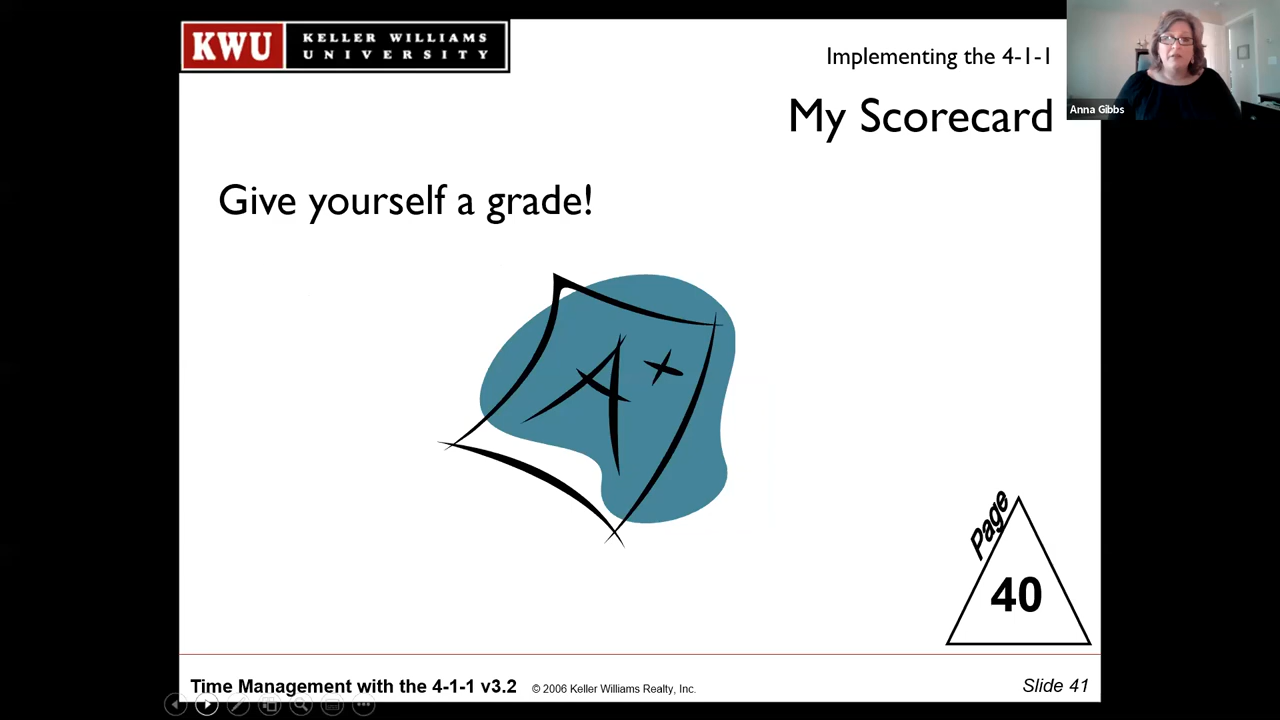 KWU KELLER WILLIAMS
UNIVERSITY
Implementing the 4-1-1
My Scorecard
Anna Gibbs
Give yourself a grade!
A+
Page
40
Time Management with the 4-1-1 v3.2 © 2006 Keller Williams Realty, Inc.
Slide 41